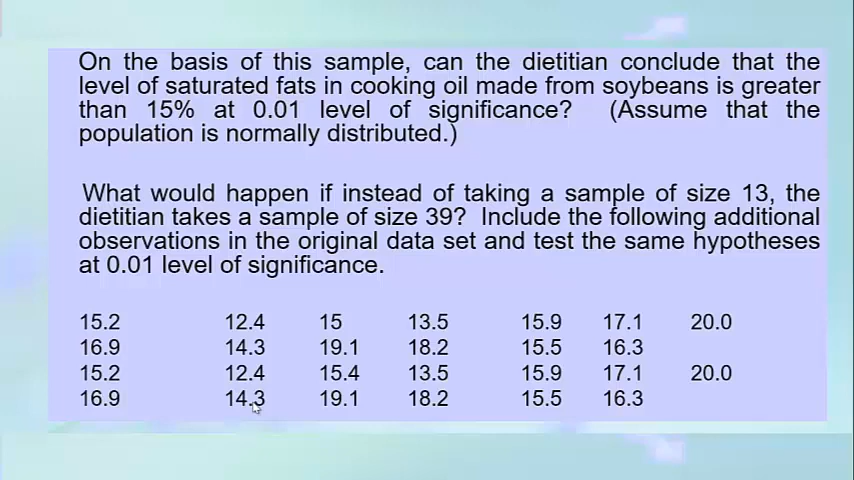 On the basis of this sample, can the dietitian conclude that the
level of saturated fats in cooking oil made from soybeans is greater
than 15% at 0.01 level of significance? (Assume that the
population is normally distributed.)
What would happen if instead of taking a sample of size 13, the
dietitian takes a sample of size 39? Include the following additional
observations in the original data set and test the same hypotheses
at 0.01 level of significance.
15.2 12.4 15 13.5 15.9 17.1 20.0
16.9 14.3 19.1 18.2 15.5 16.3
15.2 12.4 15.4 13.5 15.9 17.1 20.0
16.9 14.3 19.1 18.2 15.5 16.3